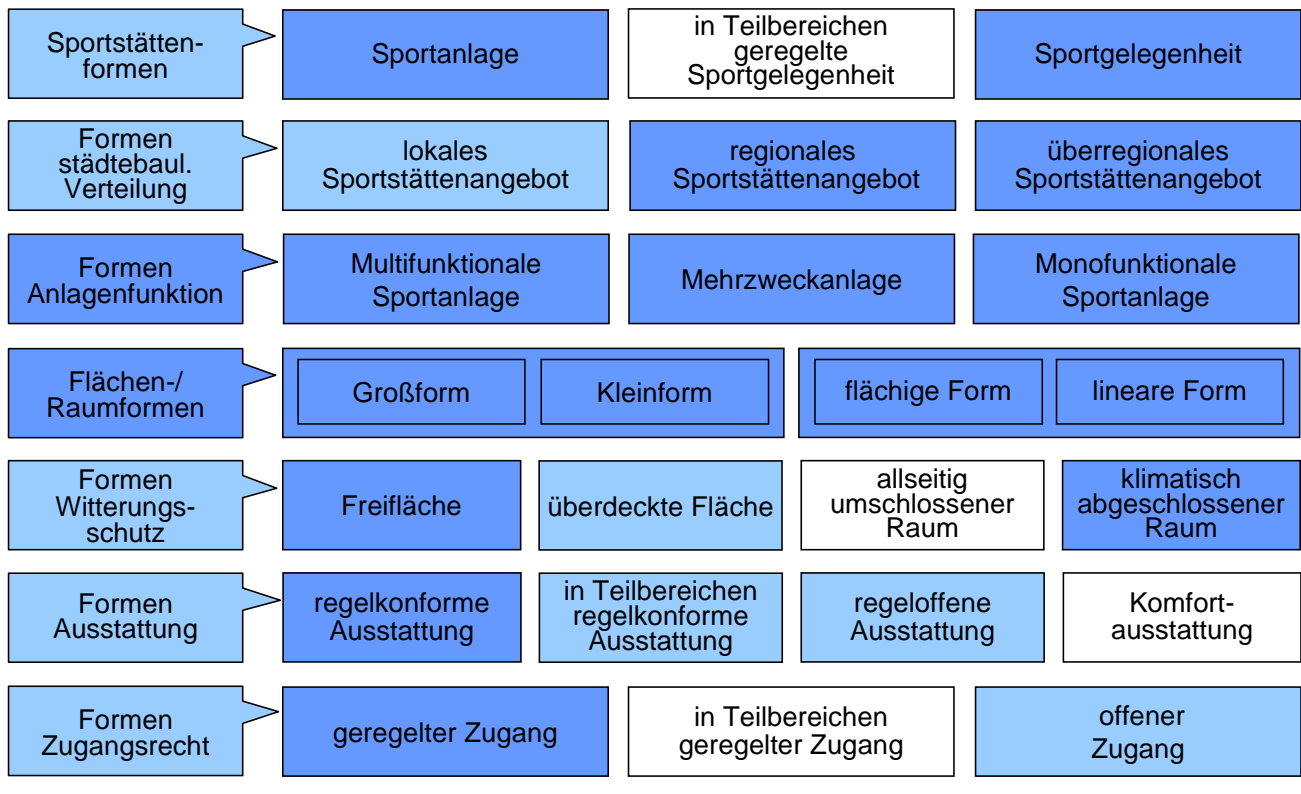 Sportstätten-
formen
Sportanlage
in Teilbereichen
geregelte
Sportgelegenheit
Sportgelegenheit
Formen
städtebaul.
Verteilung
lokales
Sportstättenangebot
regionales
Sportstättenangebot
überregionales
Sportstättenangebot
Formen
Anlagenfunktion
Multifunktionale
Sportanlage
Mehrzweckanlage
Monofunktionale
Sportanlage
Flächen-/
Raumformen
Großform
Kleinform
flächige Form
lineare Form
Formen
Witterungs-
schutz
Freifläche
überdeckte Fläche
allseitig
umschlossener
Raum
klimatisch
abgeschlossener
Raum
Formen
Ausstattung
regelkonforme
Ausstattung
in Teilbereichen
regelkonforme
Ausstattung
regeloffene
Ausstattung
Komfort-
ausstattung
Formen
Zugangsrecht
geregelter Zugang
in Teilbereichen
geregelter Zugang
offener
Zugang